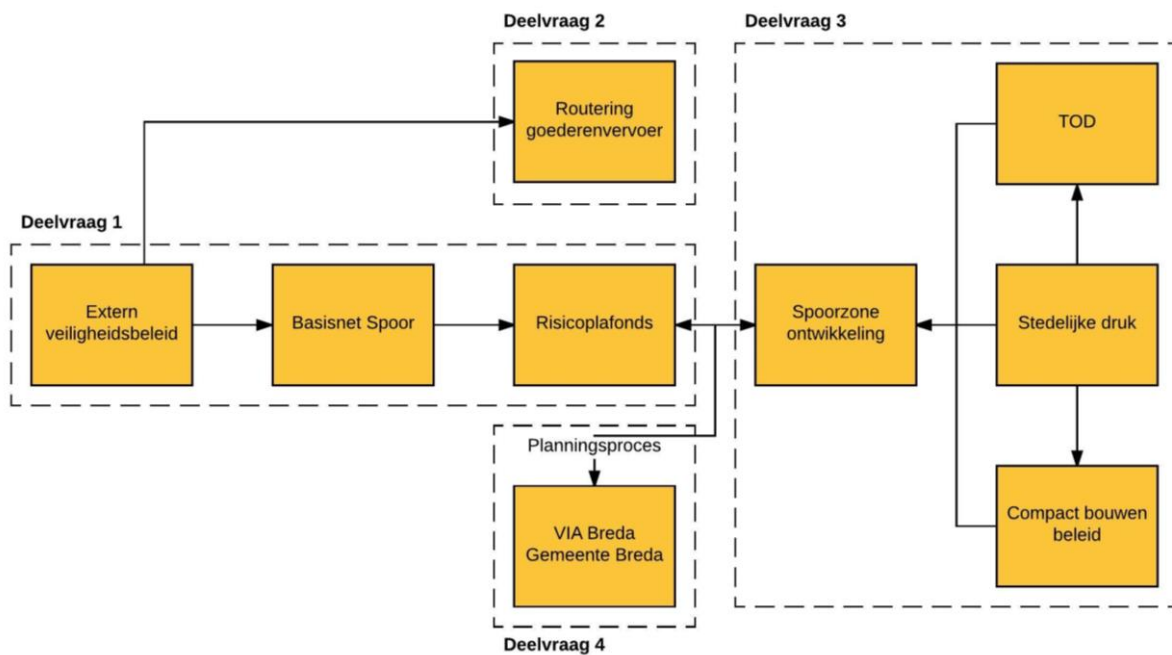 Deelvraag 2
Deelvraag 3
Routering
goederenvervoer
TOD
Deelvraag 1
Extern
veiligheidsbeleid
Basisnet Spoor
Risicoplafonds
Spoorzone
ontwikkeling
Stedelijke druk
Planningsproces
VIA Breda
Gemeente Breda
Compact bouwen
beleid
Deelvraag 4